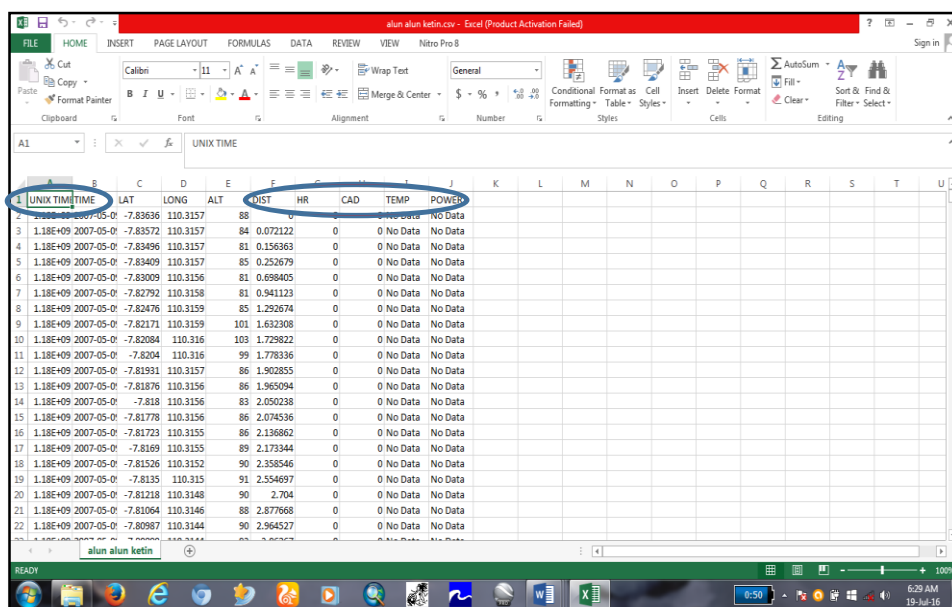 alun alun ketin.csv - Excel (Product Activation Failed)
FILE HOME INSERT PAGE LAYOUT FORMULAS DATA REVIEW VIEW Nitro Pro 8 Sign in
Paste
Cut
Copy
Format Painter
Calibri 11
B I U
Wrap Text
Merge & Center
General
$ % ,
Conditional Formatting
Format as Table
Cell Styles
Insert Delete Format
AutoSum
Fill
Clear
Sort & Filter
Find & Select
Clipboard Font Alignment Number Styles Cells Editing
A1 fx UNIX TIME
A B C D E F I J K L M N O P Q R S T U
1 UNIX TIME TIME LAT LONG ALT DIST HR CAD TEMP POWER
2 1.18E+09 2007-05-0 -7.83636 110.3157 88 0 0 0 No Data No Data
3 1.18E+09 2007-05-0 -7.83572 110.3157 84 0.072122 0 0 No Data No Data
4 1.18E+09 2007-05-0 -7.83496 110.3157 81 0.156363 0 0 No Data No Data
5 1.18E+09 2007-05-0 -7.83409 110.3157 85 0.252679 0 0 No Data No Data
6 1.18E+09 2007-05-0 -7.83009 110.3156 81 0.698405 0 0 No Data No Data
7 1.18E+09 2007-05-0 -7.82792 110.3158 81 0.941123 0 0 No Data No Data
8 1.18E+09 2007-05-0 -7.82476 110.3159 85 1.292674 0 0 No Data No Data
9 1.18E+09 2007-05-0 -7.82171 110.3159 101 1.632308 0 0 No Data No Data
10 1.18E+09 2007-05-0 -7.82084 110.316 103 1.729822 0 0 No Data No Data
11 1.18E+09 2007-05-0 -7.8204 110.316 99 1.778336 0 0 No Data No Data
12 1.18E+09 2007-05-0 -7.81931 110.3157 86 1.902855 0 0 No Data No Data
13 1.18E+09 2007-05-0 -7.81876 110.3156 86 1.965094 0 0 No Data No Data
14 1.18E+09 2007-05-0 -7.818 110.3156 83 2.050238 0 0 No Data No Data
15 1.18E+09 2007-05-0 -7.81778 110.3156 86 2.074536 0 0 No Data No Data
16 1.18E+09 2007-05-0 -7.81723 110.3155 86 2.136862 0 0 No Data No Data
17 1.18E+09 2007-05-0 -7.8169 110.3155 89 2.173344 0 0 No Data No Data
18 1.18E+09 2007-05-0 -7.81526 110.3152 90 2.358546 0 0 No Data No Data
19 1.18E+09 2007-05-0 -7.8135 110.315 91 2.554697 0 0 No Data No Data
20 1.18E+09 2007-05-0 -7.81218 110.3148 90 2.704 0 0 No Data No Data
21 1.18E+09 2007-05-0 -7.81064 110.3146 88 2.877668 0 0 No Data No Data
22 1.18E+09 2007-05-0 -7.80987 110.3144 90 2.964527 0 0 No Data No Data
alun alun ketin
READY 100%
0:50 6:29 AM
19-Jul-16